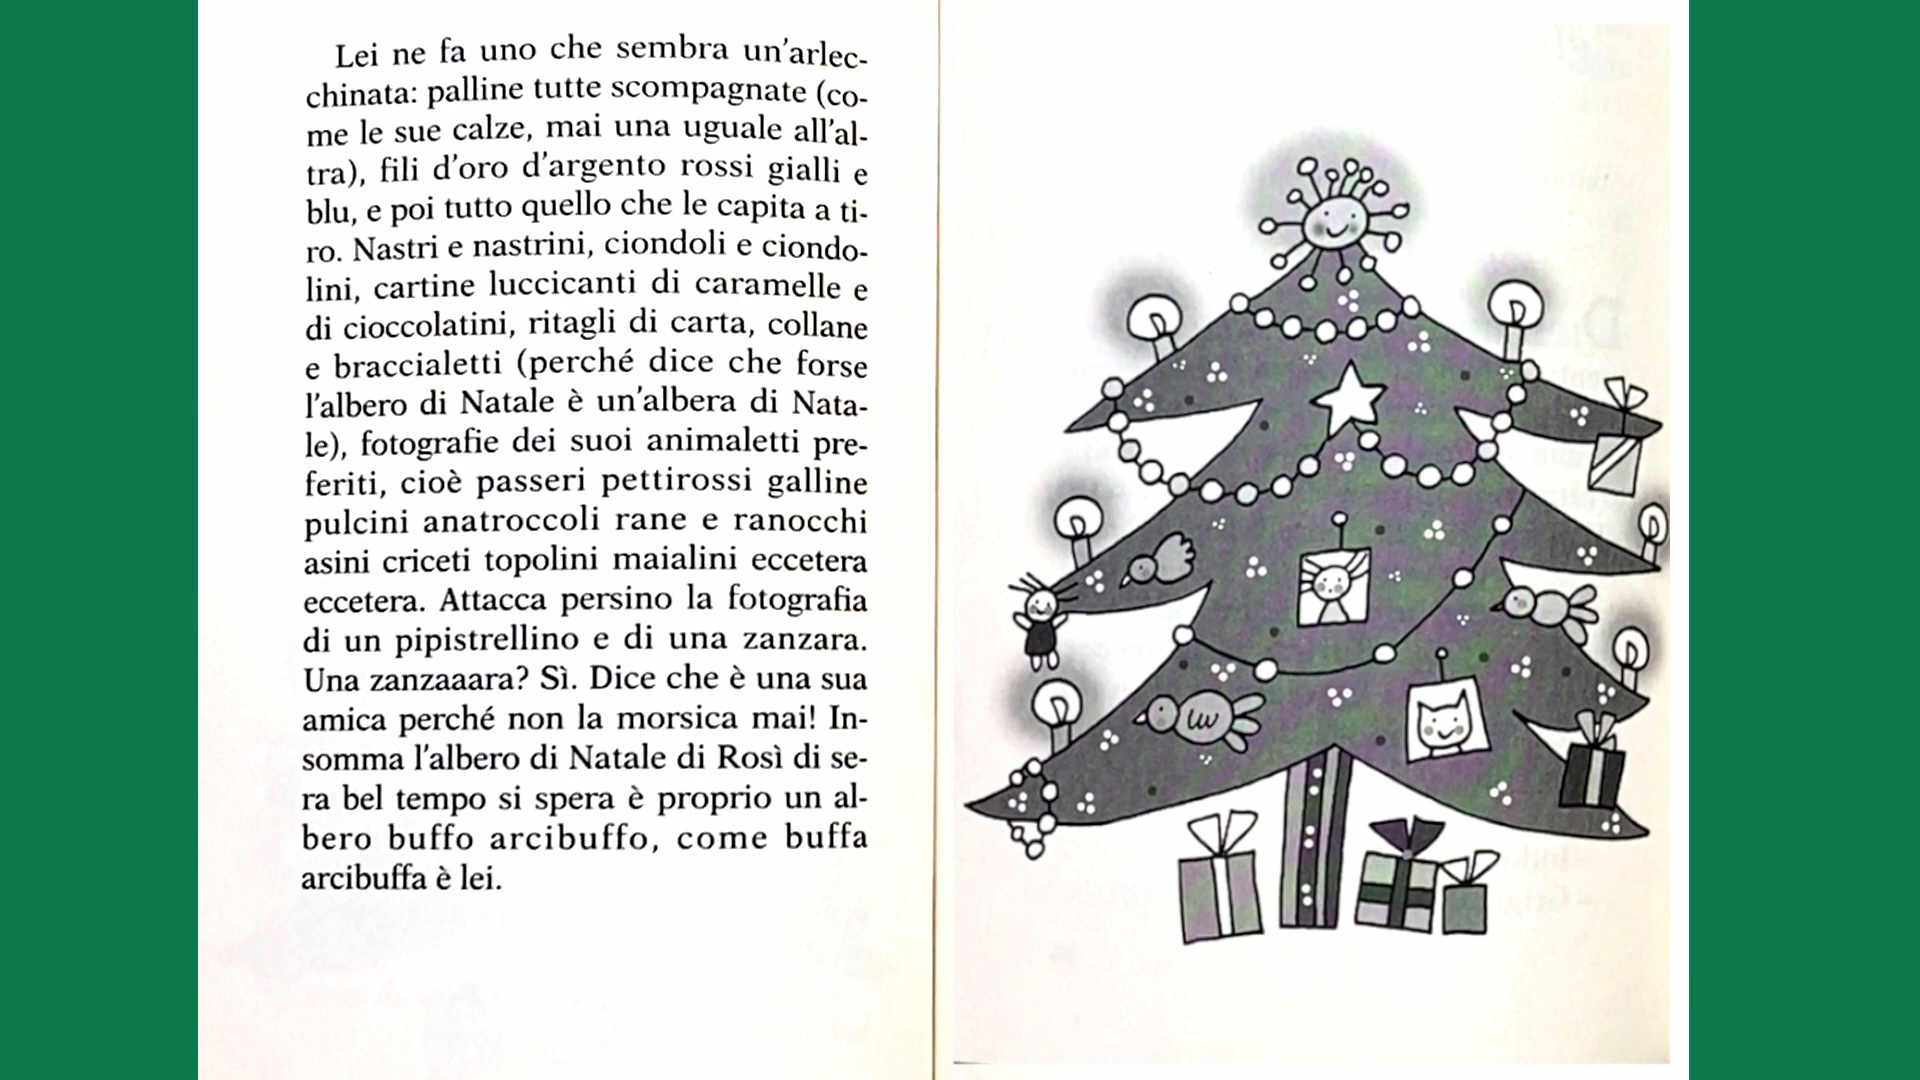 Lei ne fa uno che sembra un'arlec-
chinata: palline tutte scompagnate (co-
me le sue calze, mai una uguale all'al-
tra), fili d'oro d'argento rossi gialli e
blu, e poi tutto quello che le capita a ti-
ro. Nastri e nastrini, ciondoli e ciondo-
lini, cartine luccicanti di caramelle e
di cioccolatini, ritagli di carta, collane
e braccialetti (perché dice che forse
l'albero di Natale è un'albera di Nata-
le), fotografie dei suoi animaletti pre-
feriti, cioè passeri pettirossi galline
pulcini anatroccoli rane e ranocchi
asini criceti topolini maialini eccetera
eccetera. Attacca persino la fotografia
di un pipistrellino e di una zanzara.
Una zanzaaara? Sì. Dice che è una sua
amica perché non la morsica mai! In-
somma l'albero di Natale di Rosì di se-
ra bel tempo si spera è proprio un al-
bero buffo arcibuffo, come buffa
arcibuffa è lei.